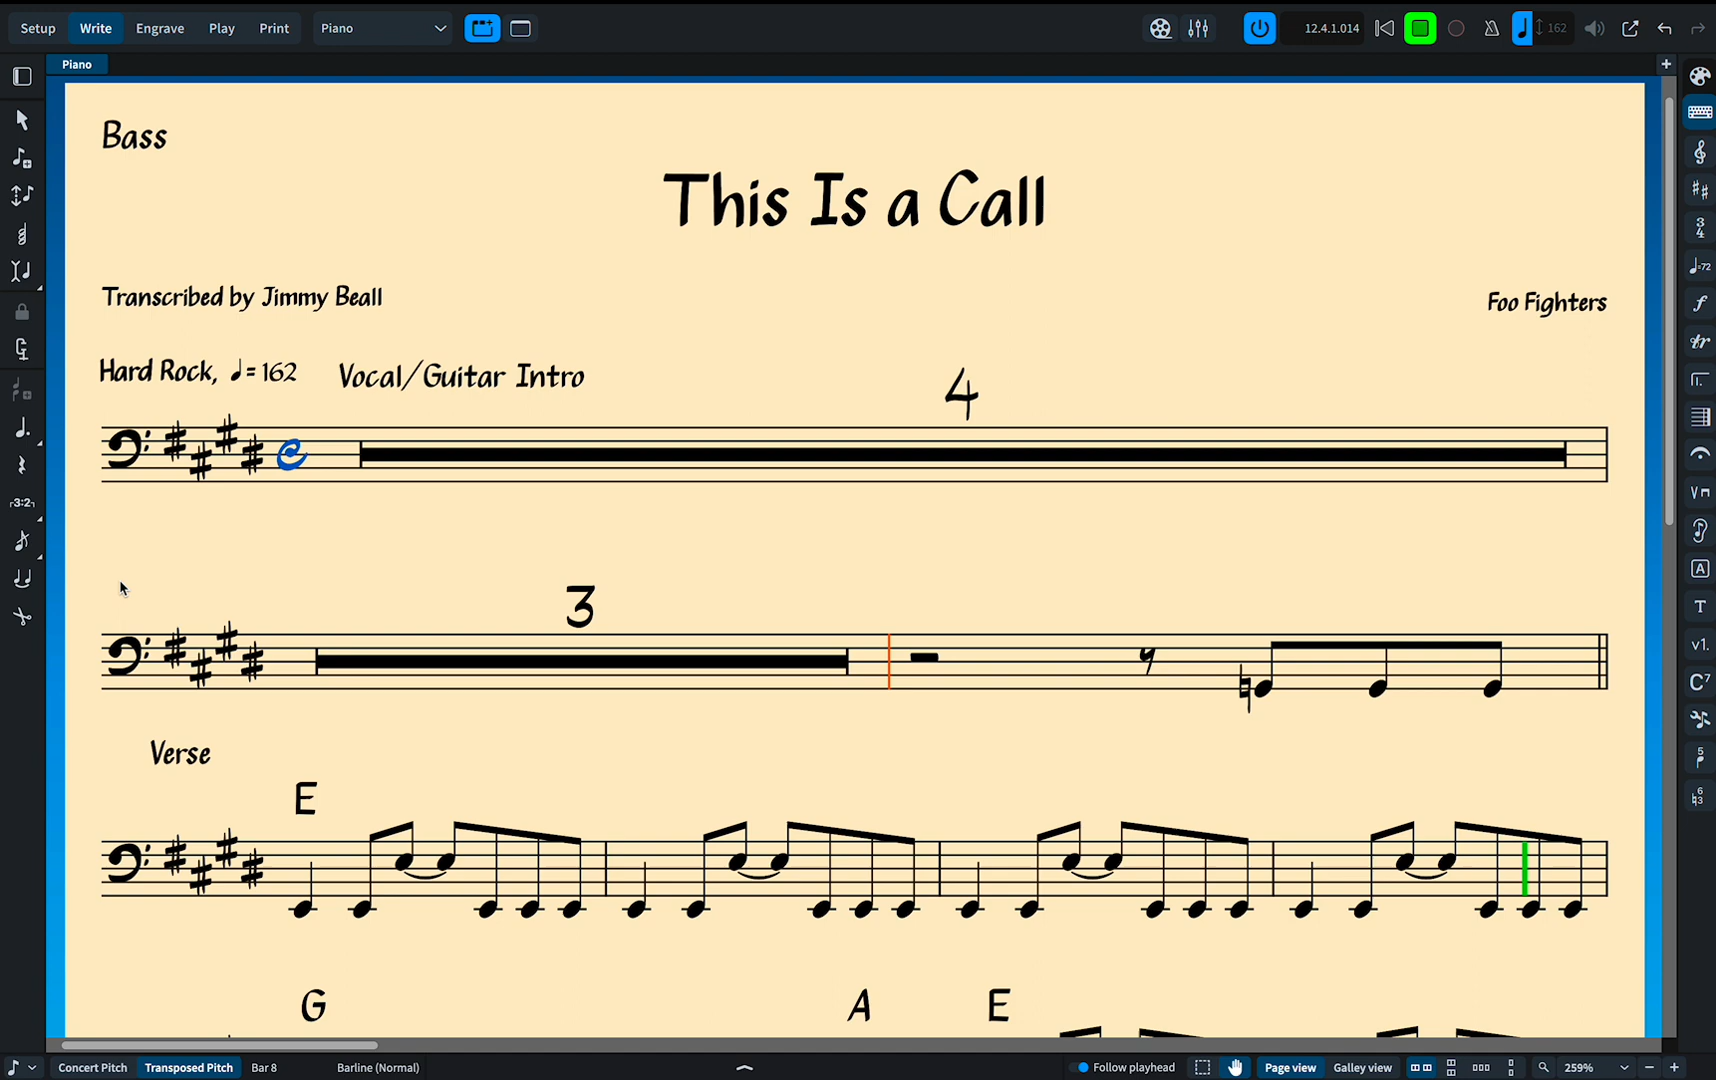 Setup Write Engrave Play Print Piano 12.4.1.014 162
Piano
Bass
This Is a Call
Transcribed by Jimmy Beall
Foo Fighters
Hard Rock, ♩= 162 Vocal/Guitar Intro
4
3
Verse
E
G A E
Concert Pitch Transposed Pitch Bar 8 Barline (Normal) Follow playhead Page view Galley view 259%